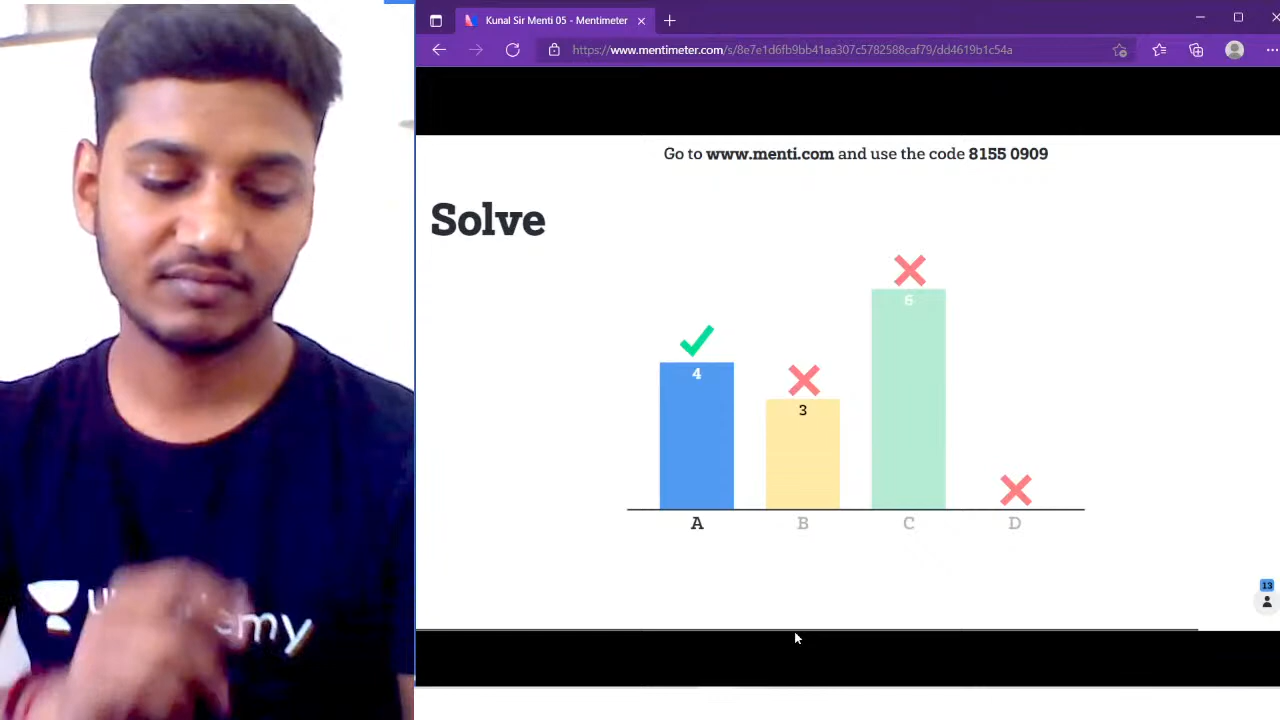 Kunal Sir Menti 05 - Mentimeter
https://www.mentimeter.com/s/8e7e1d6fb9bb41aa307c5782588caf79/dd4619b1c54a
Go to www.menti.com and use the code 8155 0909
Solve
6
4
3
A B C D
13